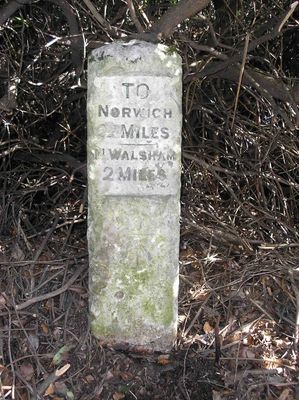 TO
NORWICH
MILES
N. WALSHAM
2 MILES